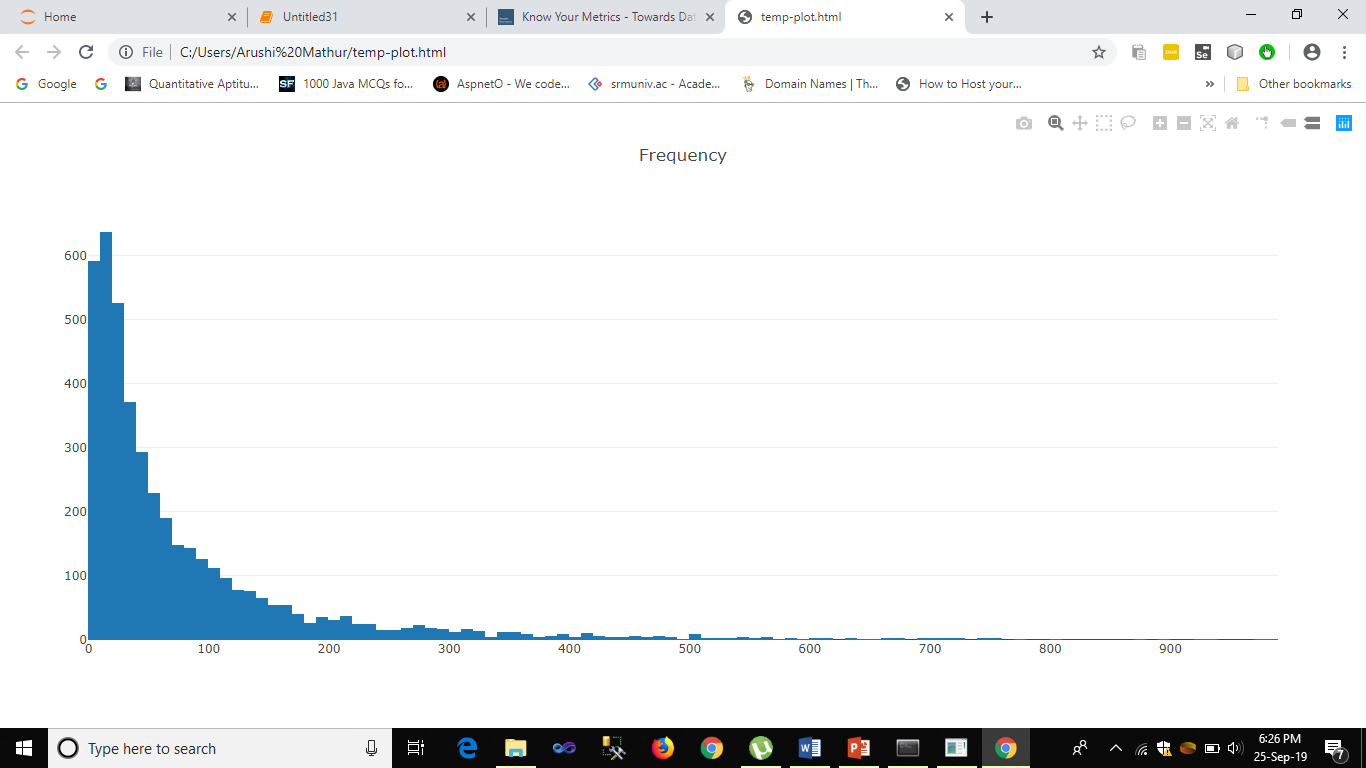 Home
Untitled31
Know Your Metrics - Towards Dat
temp-plot.html
File
C:/Users/Arushi%20Mathur/temp-plot.html
Google
Quantitative Aptitu...
SF
1000 Java MCQs fo...
AspnetO - We code...
srmuniv.ac - Acade...
Domain Names | Th...
How to Host your...
»
Other bookmarks
Frequency
600
500
400
300
200
100
0
0 100 200 300 400 500 600 700 800 900
Type here to search
6:26 PM
25-Sep-19
7